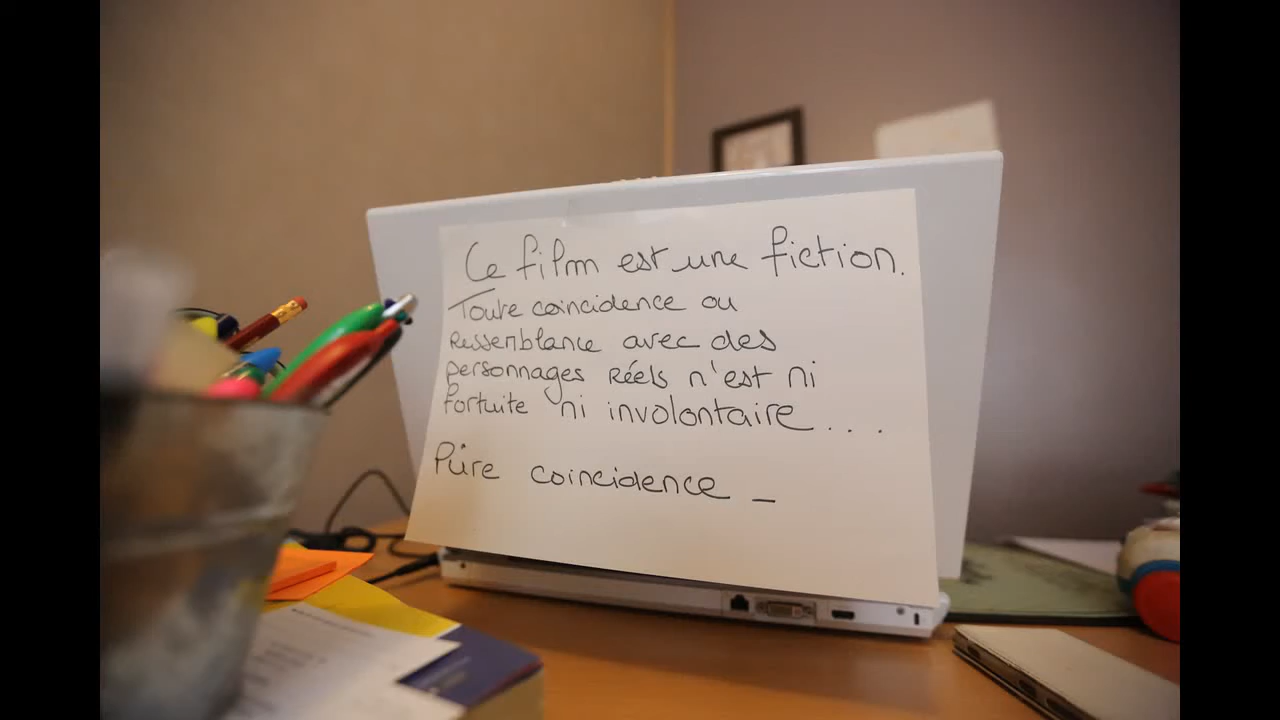 Ce film est une fiction.
Toute coincidence ou
ressemblance avec des
personnages réels n'est ni
fortuite ni involontaire....
Pure coincidence _